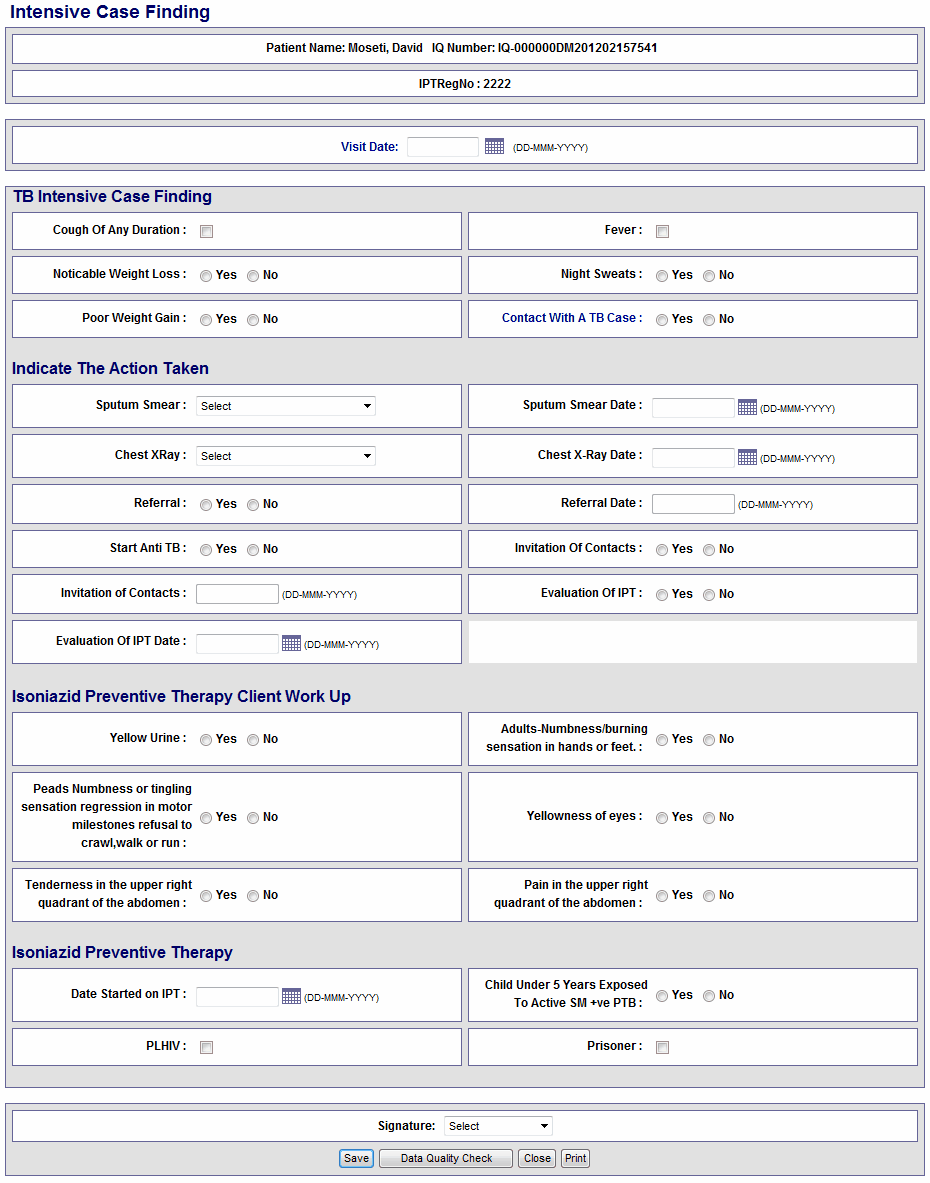 Intensive Case Finding
Patient Name: Moseti, David IQ Number: IQ-000000DM201202157541
IPTRegNo : 2222
Visit Date: (DD-MMM-YYYY)
TB Intensive Case Finding
Cough Of Any Duration : Fever :
Noticable Weight Loss : Yes No Night Sweats : Yes No
Poor Weight Gain : Yes No Contact With A TB Case : Yes No
Indicate The Action Taken
Sputum Smear : Select Sputum Smear Date : (DD-MMM-YYYY)
Chest XRay : Select Chest X-Ray Date : (DD-MMM-YYYY)
Referral : Yes No Referral Date : (DD-MMM-YYYY)
Start Anti TB : Yes No Invitation Of Contacts : Yes No
Invitation of Contacts : (DD-MMM-YYYY) Evaluation Of IPT : Yes No
Evaluation Of IPT Date : (DD-MMM-YYYY)
Isoniazid Preventive Therapy Client Work Up
Yellow Urine : Yes No
Adults-Numbness/burning
sensation in hands or feet. : Yes No
Peads Numbness or tingling
sensation regression in motor
milestones refusal to
crawl,walk or run : Yes No
Yellowness of eyes : Yes No
Tenderness in the upper right
quadrant of the abdomen : Yes No
Pain in the upper right
quadrant of the abdomen : Yes No
Isoniazid Preventive Therapy
Date Started on IPT : (DD-MMM-YYYY)
Child Under 5 Years Exposed
To Active SM +ve PTB : Yes No
PLHIV : Prisoner :
Signature: Select
Save Data Quality Check Close Print